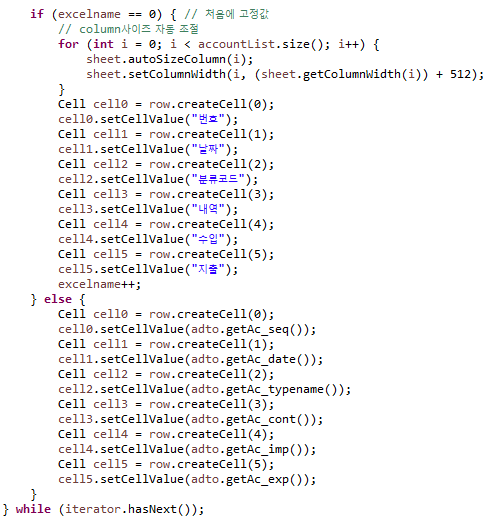 if (excelname == 0) { // 처음에 고정값
// column사이즈 자동 조절
for (int i = 0; i < accountList.size(); i++) {
sheet.autoSizeColumn(i);
sheet.setColumnWidth(i, (sheet.getColumnWidth(i)) + 512);
}
Cell cell0 = row.createCell(0);
cell0.setCellValue("번호");
Cell cell1 = row.createCell(1);
cell1.setCellValue("날짜");
Cell cell2 = row.createCell(2);
cell2.setCellValue("분류코드");
Cell cell3 = row.createCell(3);
cell3.setCellValue("내역");
Cell cell4 = row.createCell(4);
cell4.setCellValue("수입");
Cell cell5 = row.createCell(5);
cell5.setCellValue("지출");
excelname++;
} else {
Cell cell0 = row.createCell(0);
cell0.setCellValue(adto.getAc_seq());
Cell cell1 = row.createCell(1);
cell1.setCellValue(adto.getAc_date());
Cell cell2 = row.createCell(2);
cell2.setCellValue(adto.getAc_typename());
Cell cell3 = row.createCell(3);
cell3.setCellValue(adto.getAc_cont());
Cell cell4 = row.createCell(4);
cell4.setCellValue(adto.getAc_imp());
Cell cell5 = row.createCell(5);
cell5.setCellValue(adto.getAc_exp());
}
} while (iterator.hasNext());